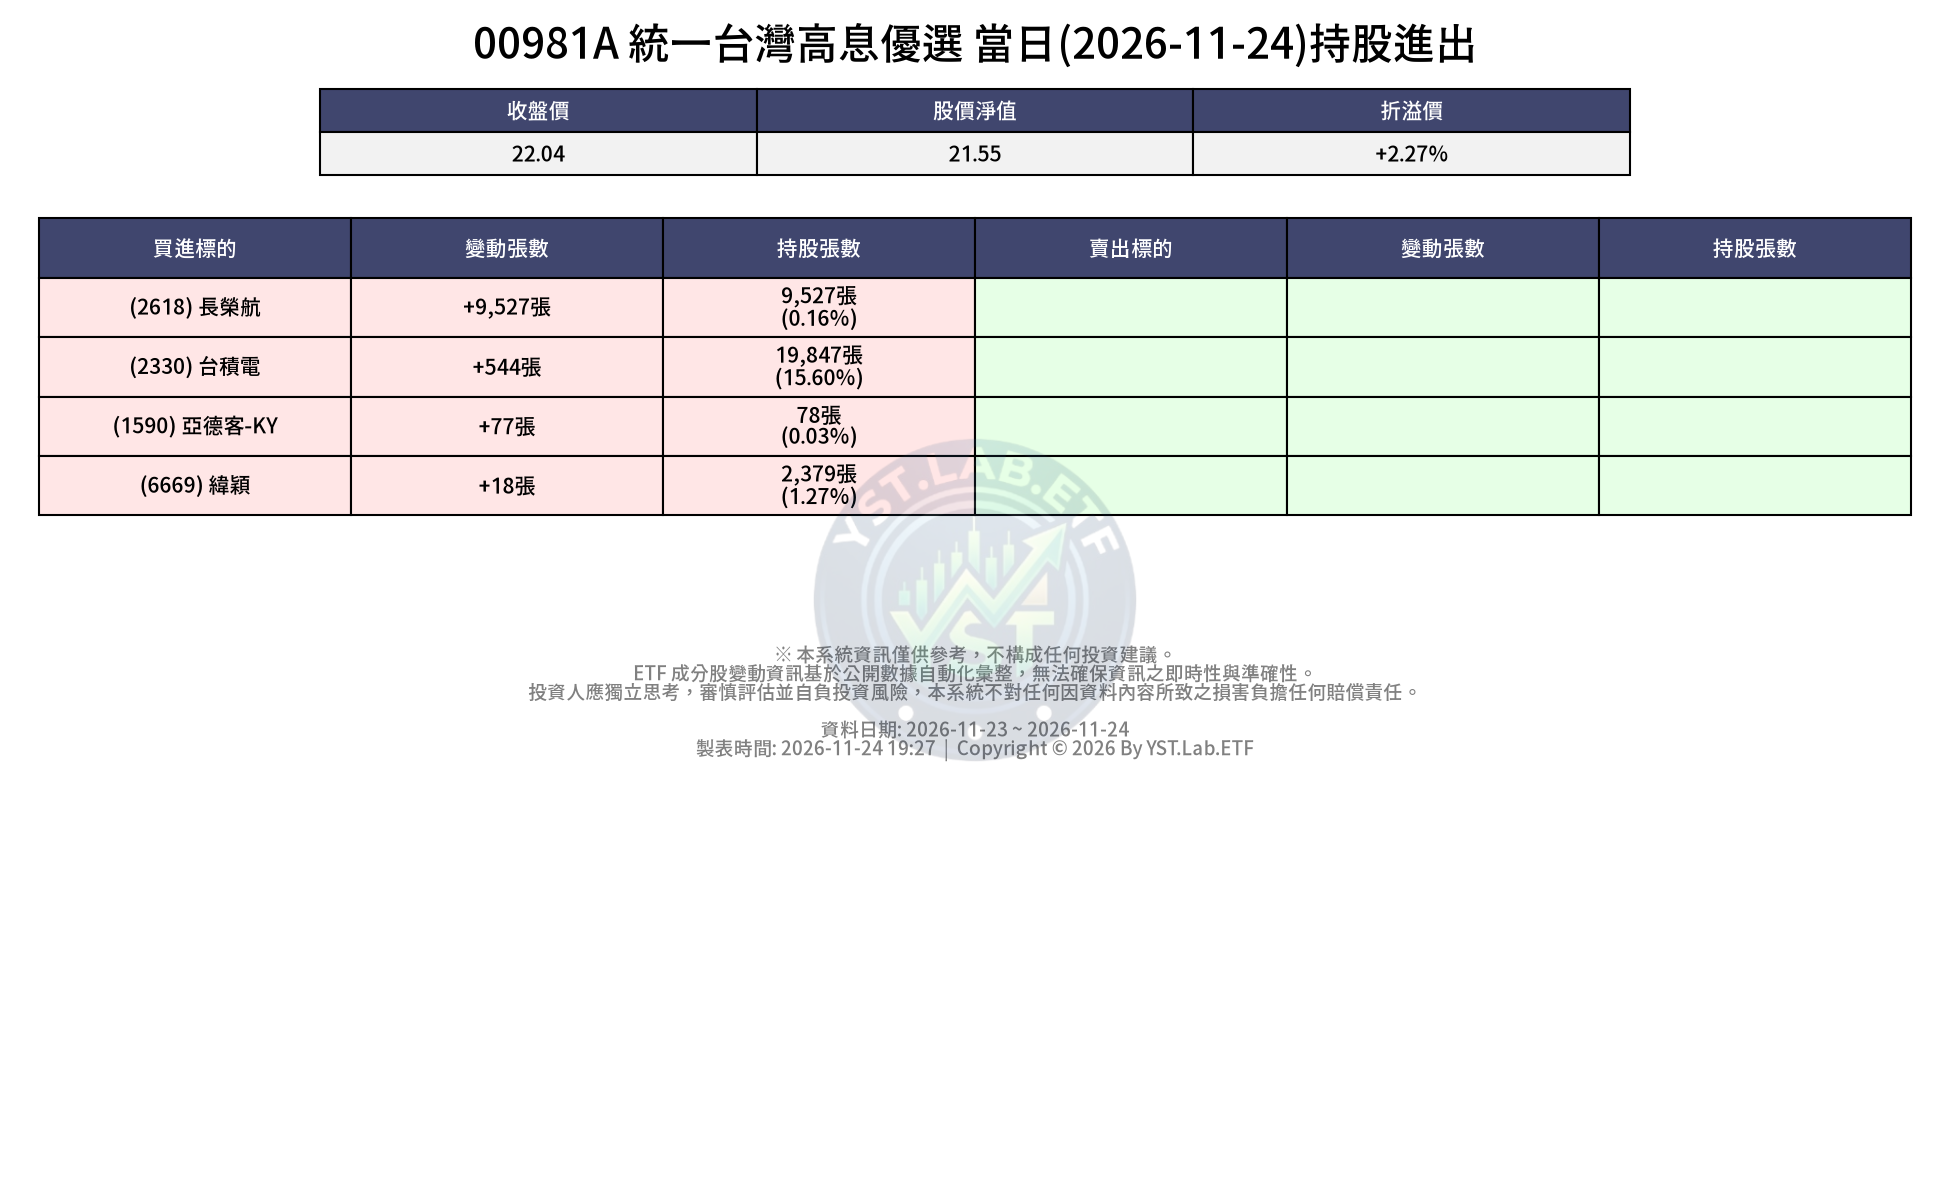 00981A 統一台灣高息優選 當日(2026-11-24)持股進出
收盤價 股價淨值 折溢價
22.04 21.55 +2.27%
買進標的 變動張數 持股張數 賣出標的 變動張數 持股張數
(2618) 長榮航 +9,527張 9,527張
(0.16%)
(2330) 台積電 +544張 19,847張
(15.60%)
(1590) 亞德客-KY +77張 78張
(0.03%)
(6669) 緯穎 +18張 2,379張
(1.27%)
YST.LAB.ETF
YST
※ 本系統資訊僅供參考，不構成任何投資建議。
ETF 成分股變動資訊基於公開數據自動化彙整，無法確保資訊之即時性與準確性。
投資人應獨立思考，審慎評估並自負投資風險，本系統不對任何因資料內容所致之損害負擔任何賠償責任。
資料日期: 2026-11-23 ~ 2026-11-24
製表時間: 2026-11-24 19:27 | Copyright © 2026 By YST.Lab.ETF